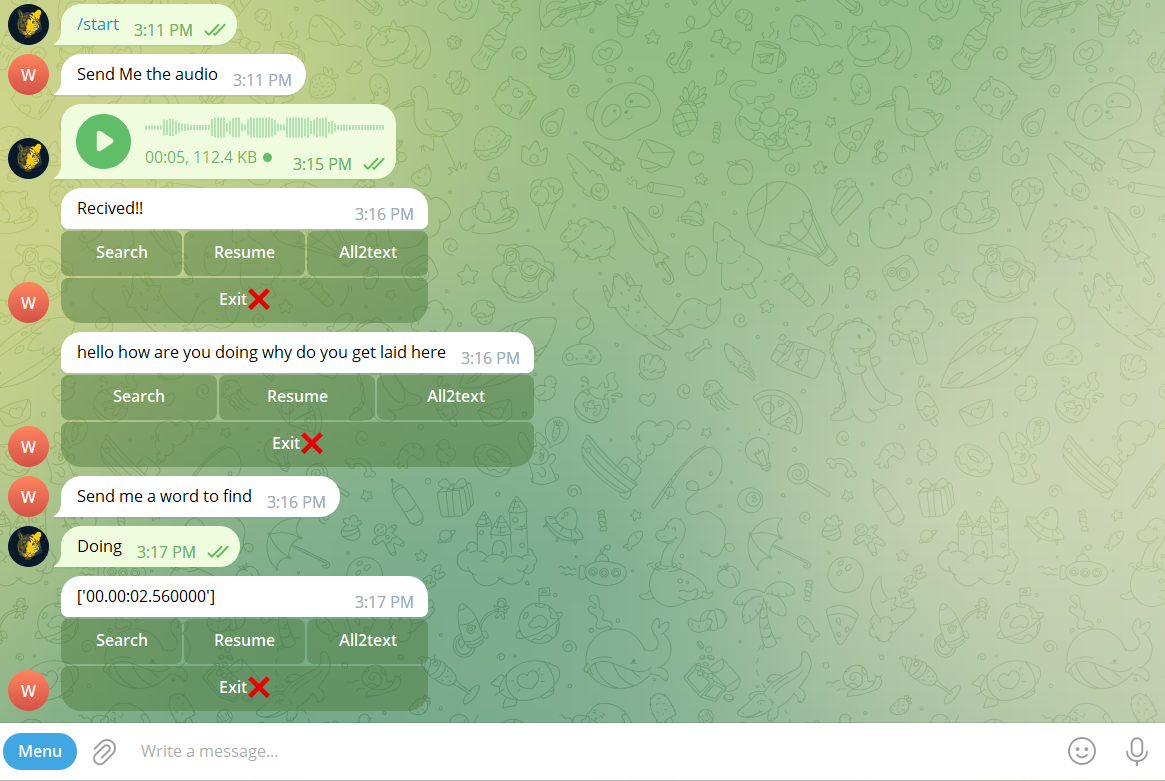 /start 3:11 PM
W
Send Me the audio 3:11 PM
00:05, 112.4 KB 3:15 PM
Recived!! 3:16 PM
Search Resume All2text
Exit❌
W
hello how are you doing why do you get laid here 3:16 PM
Search Resume All2text
Exit❌
W
W
Send me a word to find 3:16 PM
Doing 3:17 PM
['00.00:02.560000'] 3:17 PM
Search Resume All2text
Exit❌
W
Menu Write a message...